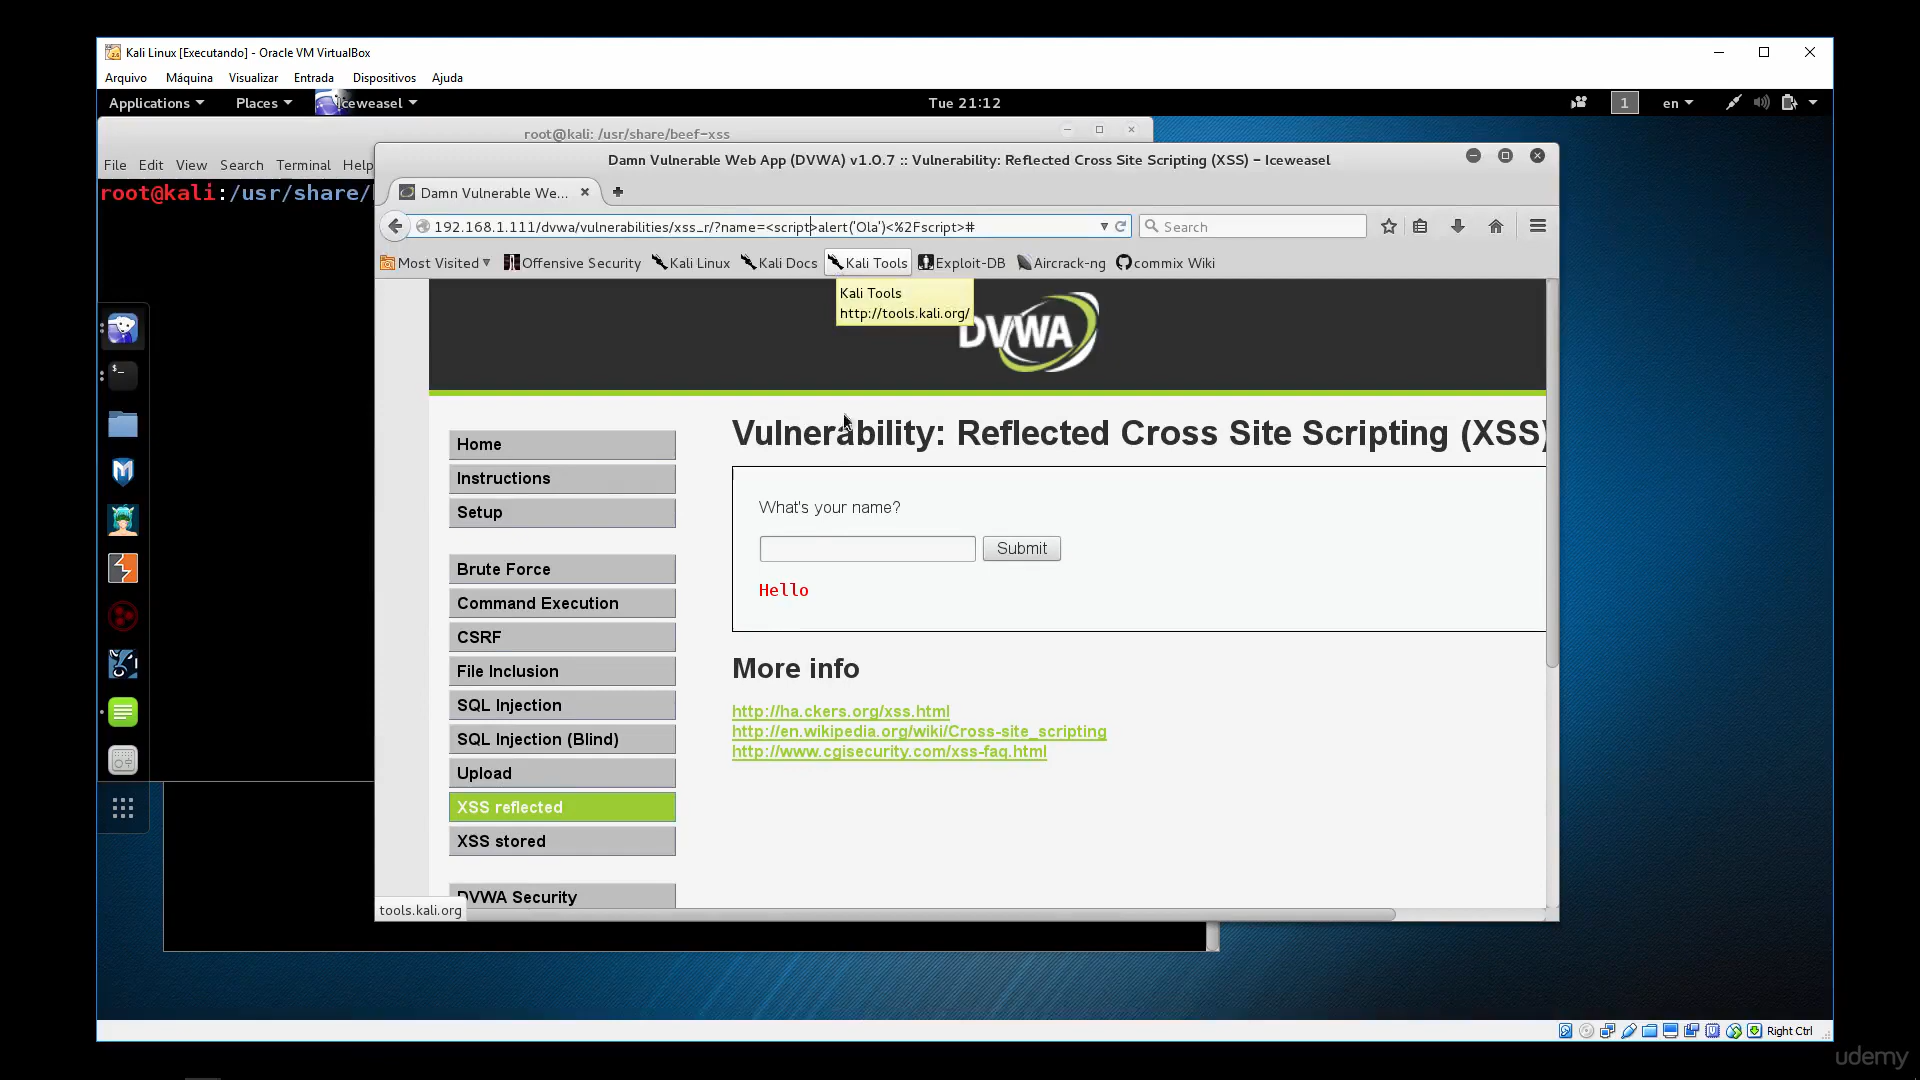 Kali Linux [Executando] - Oracle VM VirtualBox
Arquivo Máquina Visualizar Entrada Dispositivos Ajuda
Applications Places Iceweasel Tue 21:12 1 en
root@kali: /usr/share/beef-xss
File Edit View Search Terminal Help
root@kali:/usr/share/
Damn Vulnerable Web App (DVWA) v1.0.7 :: Vulnerability: Reflected Cross Site Scripting (XSS) - Iceweasel
Damn Vulnerable We...
192.168.1.111/dvwa/vulnerabilities/xss_r/?name=<script>alert('Ola')<%2Fscript>#
Search
Most Visited Offensive Security Kali Linux Kali Docs Kali Tools Exploit-DB Aircrack-ng commix Wiki
Kali Tools
http://tools.kali.org/
DVWA
Vulnerability: Reflected Cross Site Scripting (XSS)
What's your name?
Submit
Hello
More info
http://ha.ckers.org/xss.html
http://en.wikipedia.org/wiki/Cross-site_scripting
http://www.cgisecurity.com/xss-faq.html
Home
Instructions
Setup
Brute Force
Command Execution
CSRF
File Inclusion
SQL Injection
SQL Injection (Blind)
Upload
XSS reflected
XSS stored
DVWA Security
tools.kali.org
Right Ctrl
udemy